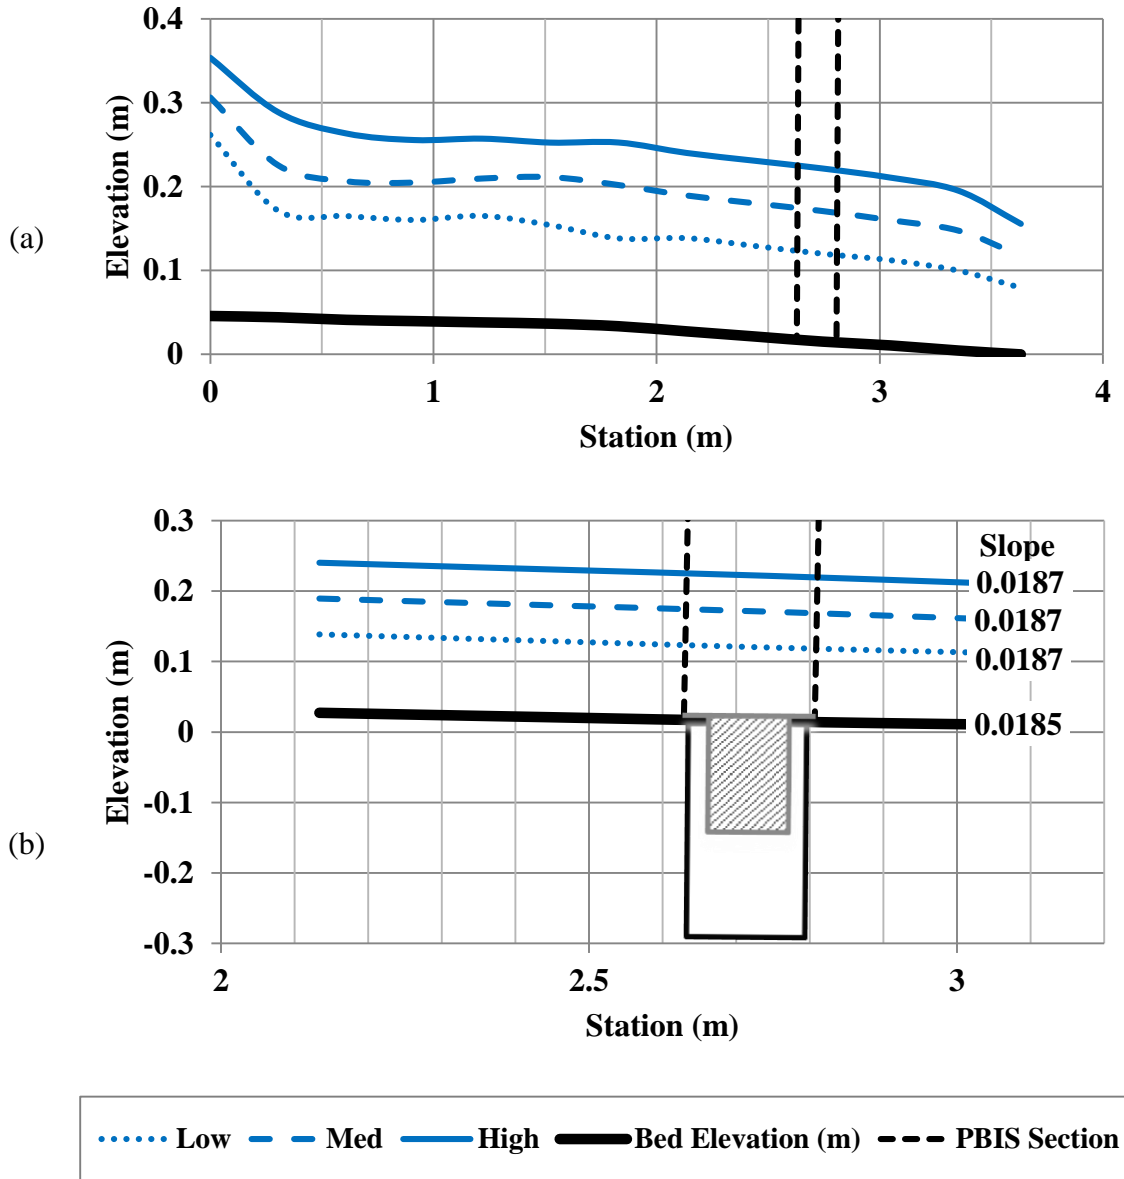 (a)
Elevation (m)
0.4
0.3
0.2
0.1
0
0 1 2 3 4
Station (m)
(b)
Elevation (m)
0.3
0.2
0.1
0
-0.1
-0.2
-0.3
Slope
0.0187
0.0187
0.0187
0.0185
2 2.5 3
Station (m)
Low Med High Bed Elevation (m) PBIS Section